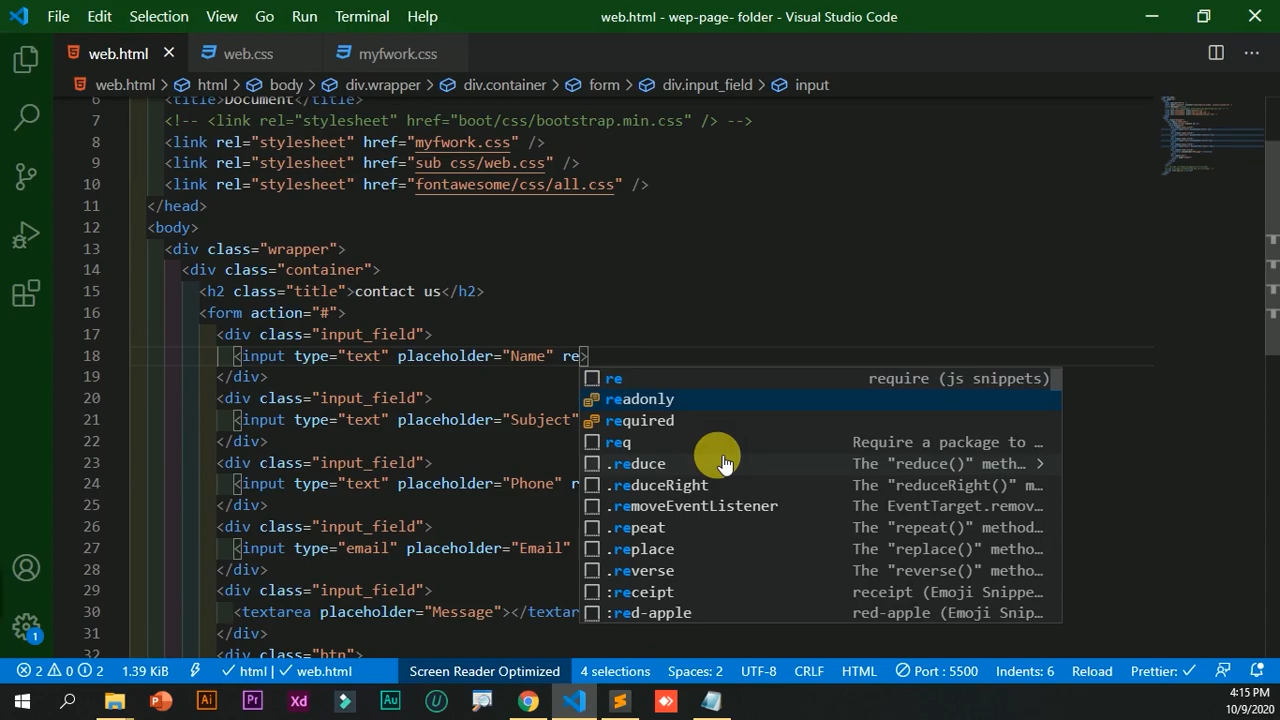 File Edit Selection View Go Run Terminal Help web.html - wep-page- folder - Visual Studio Code
web.html web.css myfwork.css
web.html html body div.wrapper div.container form div.input_field input
6 <title>Document</title>
7 <!-- <link rel="stylesheet" href="bot/css/bootstrap.min.css" /> -->
8 <link rel="stylesheet" href="myfwork.css" />
9 <link rel="stylesheet" href="sub css/web.css" />
10 <link rel="stylesheet" href="fontawesome/css/all.css" />
11 </head>
12 <body>
13 <div class="wrapper">
14 <div class="container">
15 <h2 class="title">contact us</h2>
16 <form action="#">
17 <div class="input_field">
18 <input type="text" placeholder="Name" re>
19 </div>
20 <div class="input_field">
21 <input type="text" placeholder="Subject"
22 </div>
23 <div class="input_field">
24 <input type="text" placeholder="Phone" r
25 </div>
26 <div class="input_field">
27 <input type="email" placeholder="Email"
28 </div>
29 <div class="input_field">
30 <textarea placeholder="Message"></textar
31 </div>
32 <div class="btn">
re require (js snippets)
readonly
required
req Require a package to …
.reduce The "reduce()" meth…
.reduceRight The "reduceRight()" m…
.removeEventListener The EventTarget.remov…
.repeat The "repeat()" method…
.replace The "replace()" metho…
.reverse The "reverse()" metho…
:receipt receipt (Emoji Snippe…
:red-apple red-apple (Emoji Snip…
1
2 0 2 1.39 KiB html | web.html Screen Reader Optimized 4 selections Spaces: 2 UTF-8 CRLF HTML Port : 5500 Indents: 6 Reload Prettier:
Ai Pr Xd Au U
4:15 PM
10/9/2020